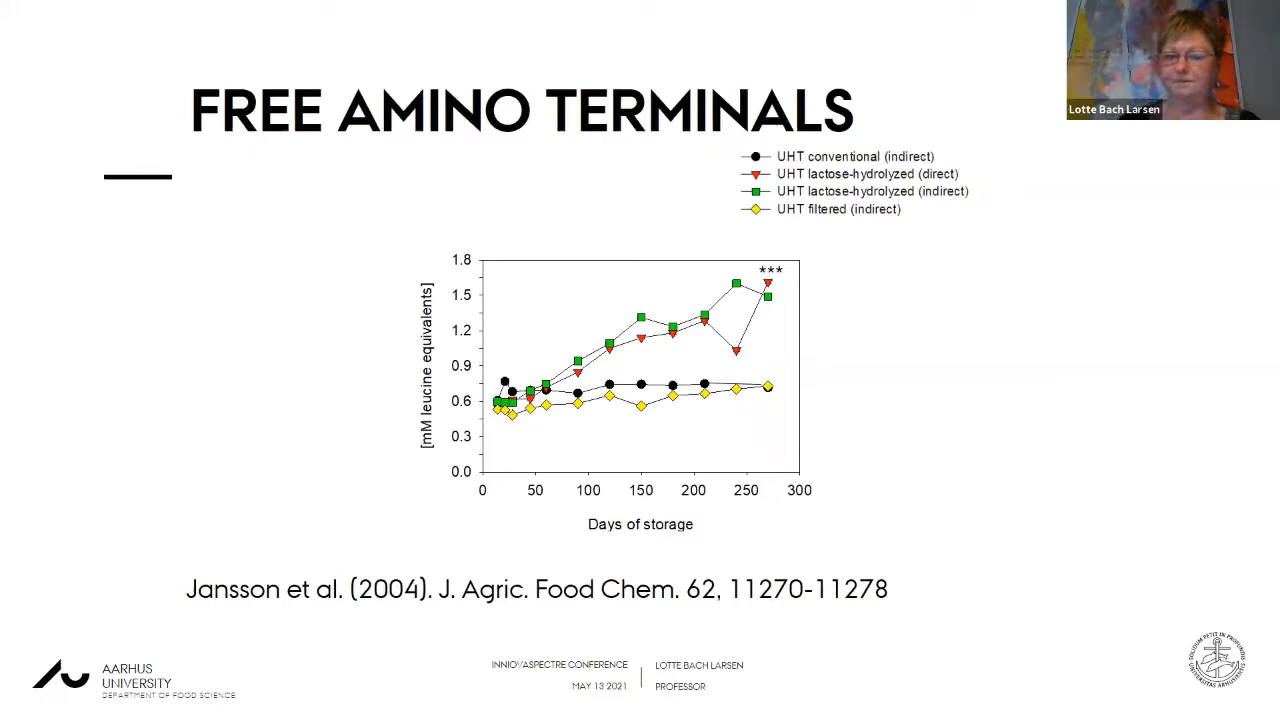 Lotte Bach Larsen
FREE AMINO TERMINALS
UHT conventional (indirect)
UHT lactose-hydrolyzed (direct)
UHT lactose-hydrolyzed (indirect)
UHT filtered (indirect)
***
[mM leucine equivalents]
1.8
1.5
1.2
0.9
0.6
0.3
0.0
0 50 100 150 200 250 300
Days of storage
Jansson et al. (2004). J. Agric. Food Chem. 62, 11270-11278
AARHUS
UNIVERSITY
DEPARTMENT OF FOOD SCIENCE
INNIOVASPECTRE CONFERENCE
MAY 13 2021
LOTTE BACH LARSEN
PROFESSOR